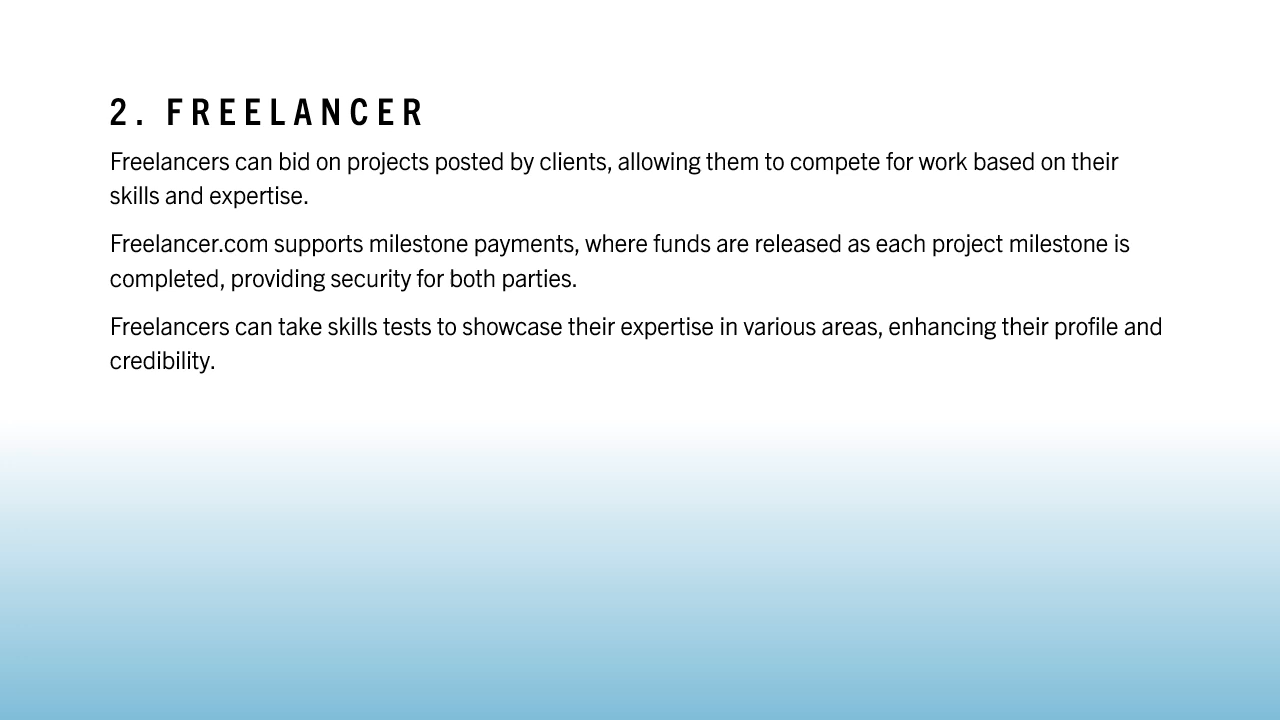 2. FREELANCER
Freelancers can bid on projects posted by clients, allowing them to compete for work based on their
skills and expertise.
Freelancer.com supports milestone payments, where funds are released as each project milestone is
completed, providing security for both parties.
Freelancers can take skills tests to showcase their expertise in various areas, enhancing their profile and
credibility.